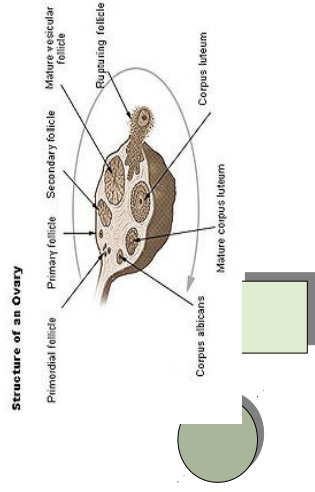 Structure of an Ovary
Primordial follicle
Primary follicle
Secondary follicle
Mature vesicular
follicle
Rupturing follicle
Corpus luteum
Mature corpus luteum
Corpus albicans